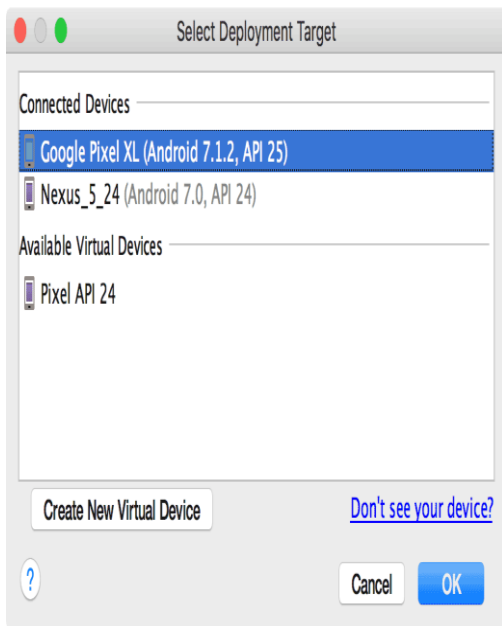 Select Deployment Target
Connected Devices
Google Pixel XL (Android 7.1.2, API 25)
Nexus_5_24 (Android 7.0, API 24)
Available Virtual Devices
Pixel API 24
Create New Virtual Device
Don't see your device?
?
Cancel
OK